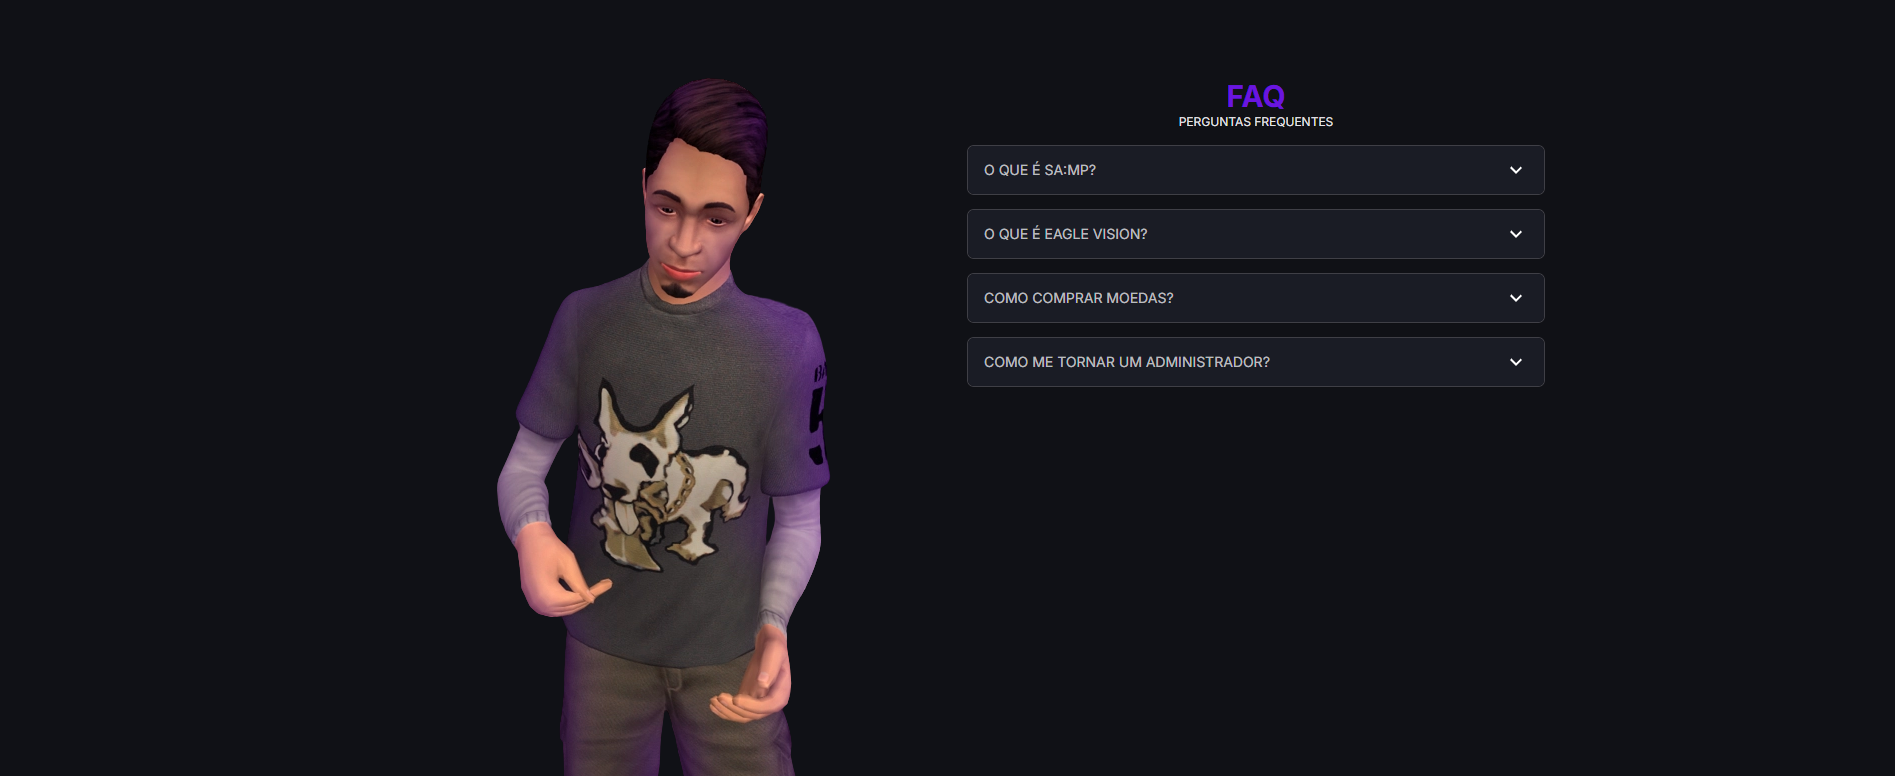 FAQ
PERGUNTAS FREQUENTES
O QUE É SA:MP?
O QUE É EAGLE VISION?
COMO COMPRAR MOEDAS?
COMO ME TORNAR UM ADMINISTRADOR?